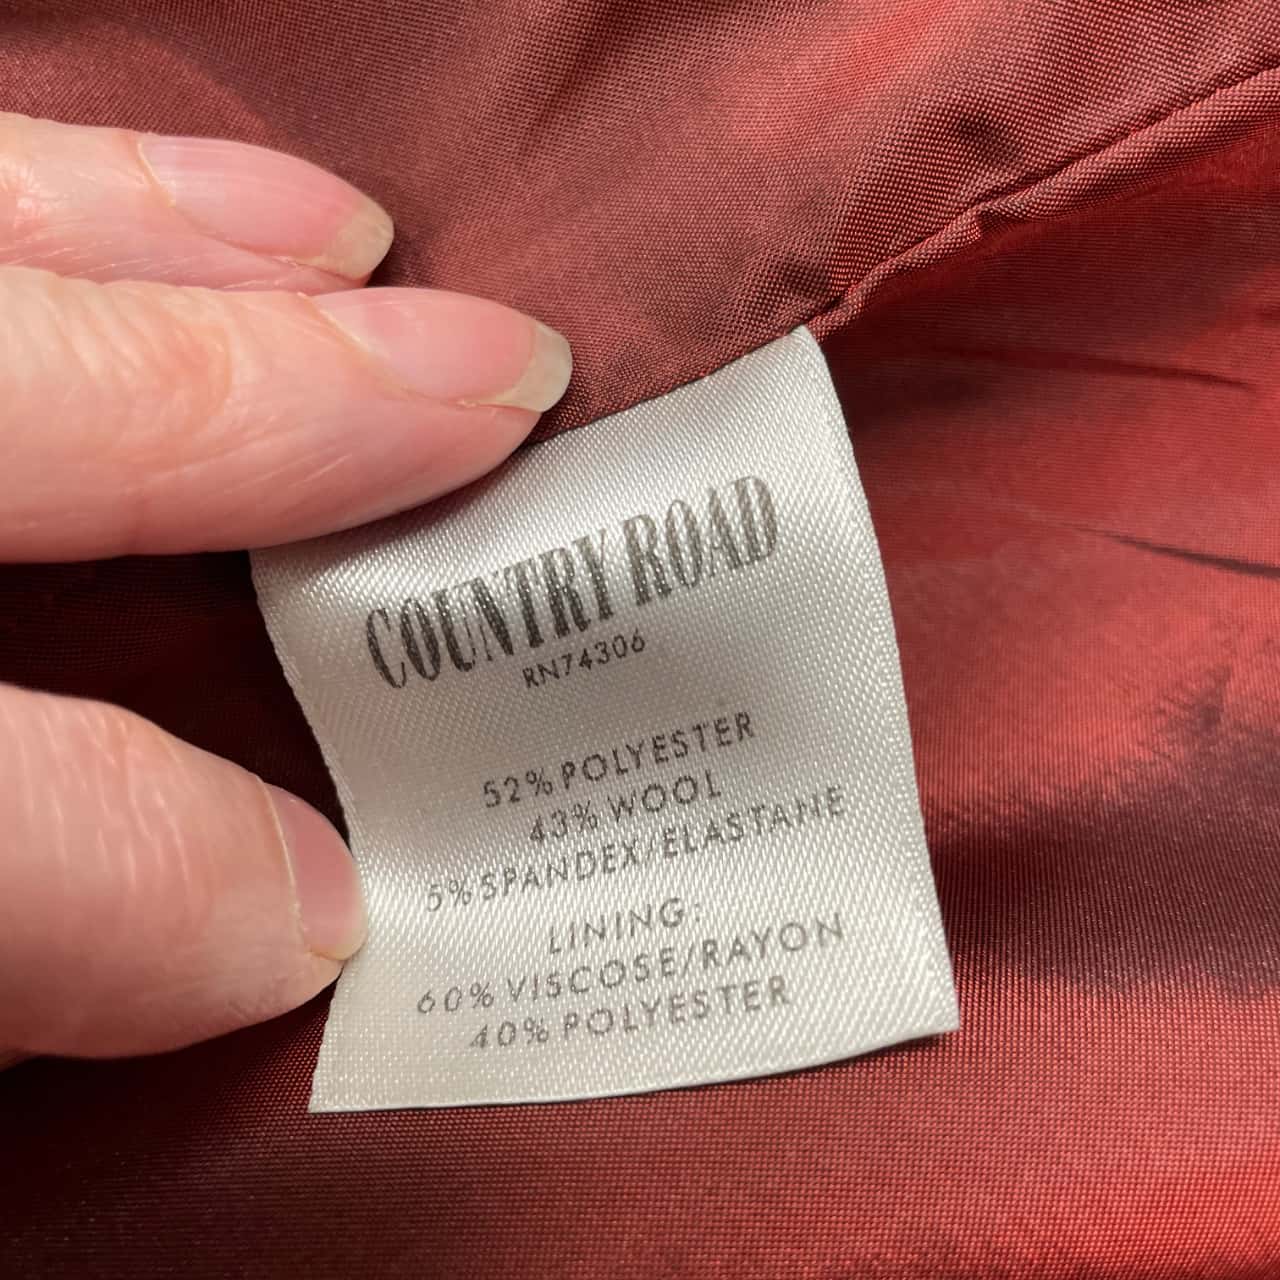 COUNTRY ROAD
RN74306
52% POLYESTER
43% WOOL
5% SPANDEX/ELASTANE
LINING:
60% VISCOSE/RAYON
40% POLYESTER